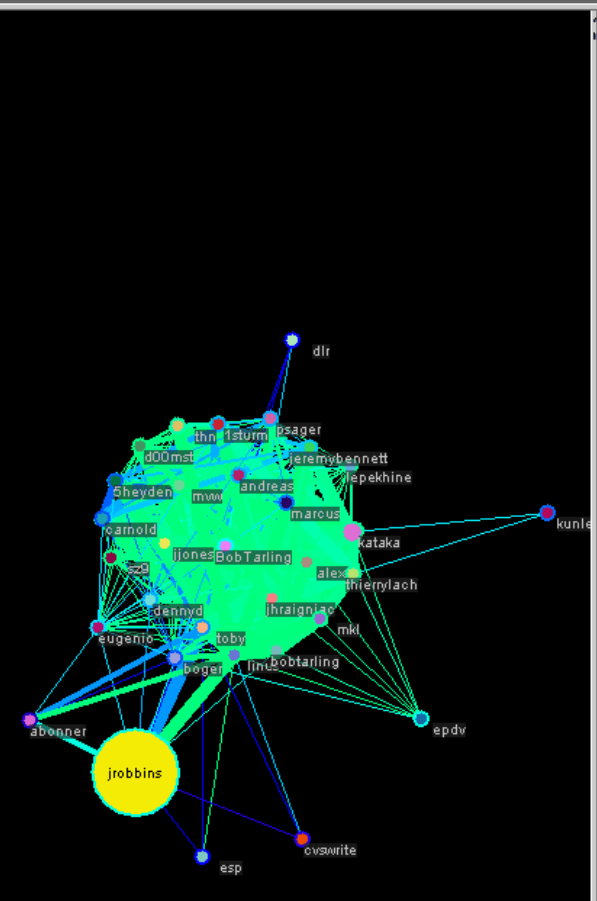 dlr
psager
thn
1sturm
d00mst
jeremybennett
lepekhine
5heyden
mvw
andreas
marcus
kunle
carnold
kataka
jjones
BobTarling
sz9
alex
thierrylach
dennyd
jhraigniac
mkl
eugenio
toby
boger
linus
bobtarling
abonner
epdv
jrobbins
cvswrite
esp